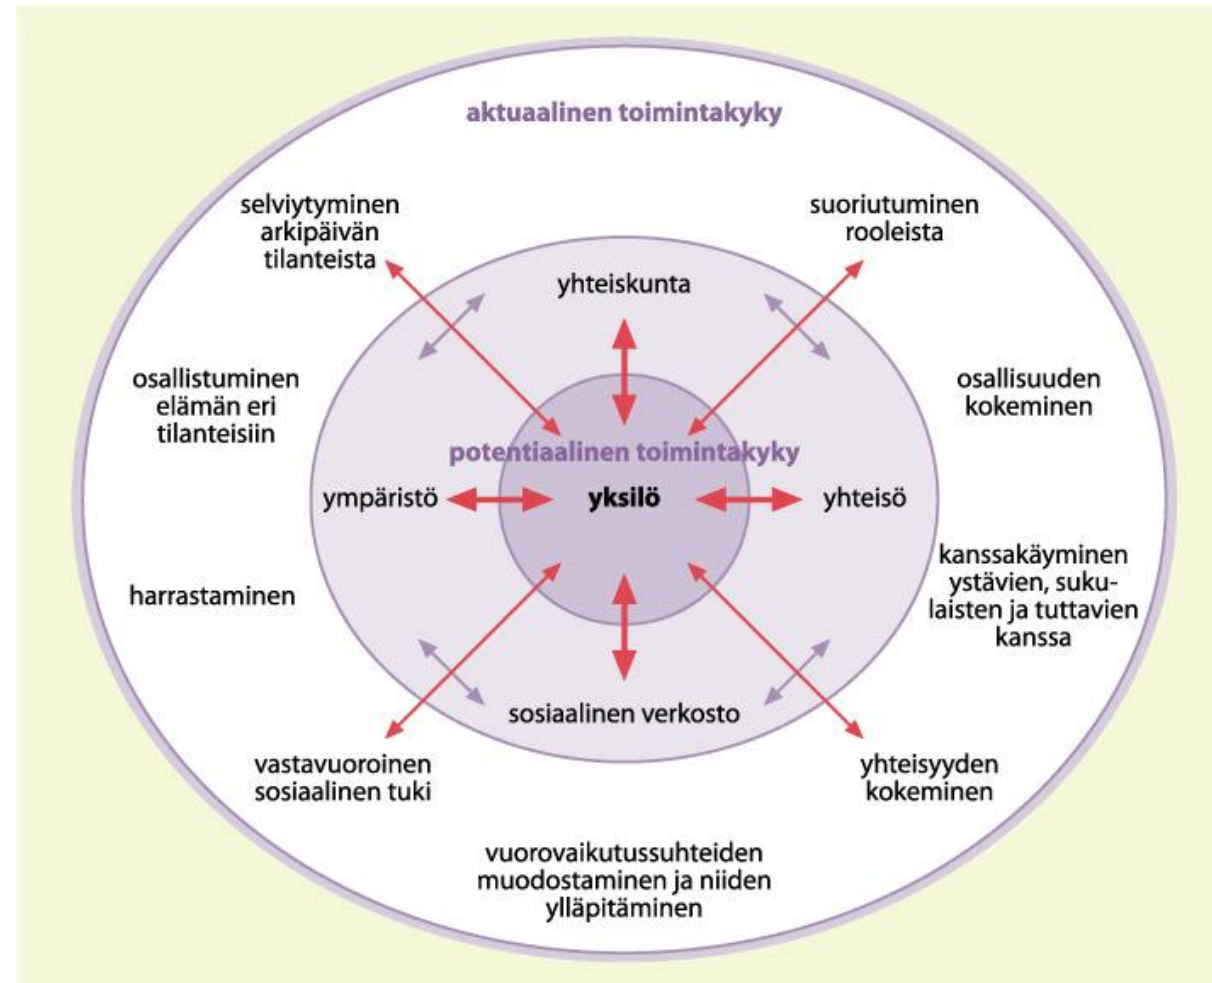 aktuaalinen toimintakyky
selviytyminen
arkipäivän
tilanteista
suoriutuminen
rooleista
yhteiskunta
osallistuminen
elämän eri
tilanteisiin
osallisuuden
kokeminen
potentiaalinen toimintakyky
ympäristö
yksilö
yhteisö
harrastaminen
kanssakäyminen
ystävien, suku-
laisten ja tuttavien
kanssa
sosiaalinen verkosto
vastavuoroinen
sosiaalinen tuki
yhteisyyden
kokeminen
vuorovaikutussuhteiden
muodostaminen ja niiden
ylläpitäminen